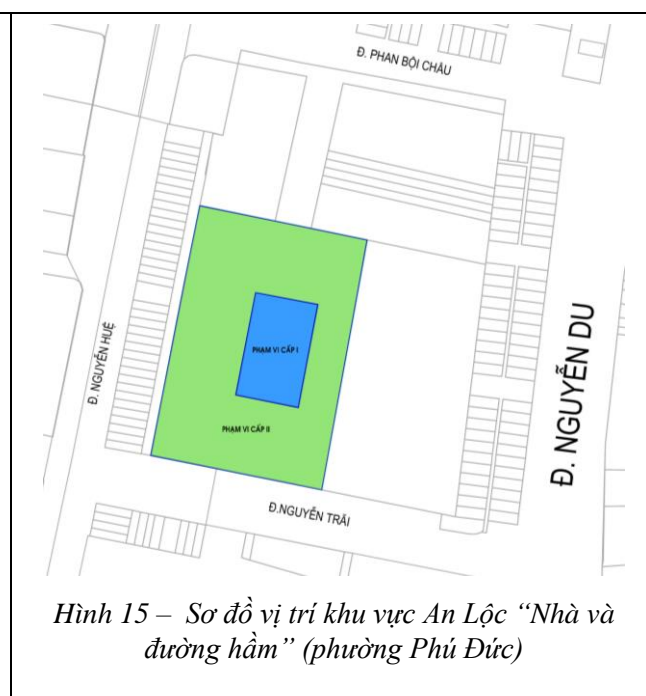 Đ. PHAN BỘI CHÂU
Đ. NGUYỄN HUỆ
PHẠM VI CẤP I
Đ. NGUYỄN DU
PHẠM VI CẤP II
Đ.NGUYỄN TRÃI
Hình 15 – Sơ đồ vị trí khu vực An Lộc “Nhà và
đường hầm” (phường Phú Đức)